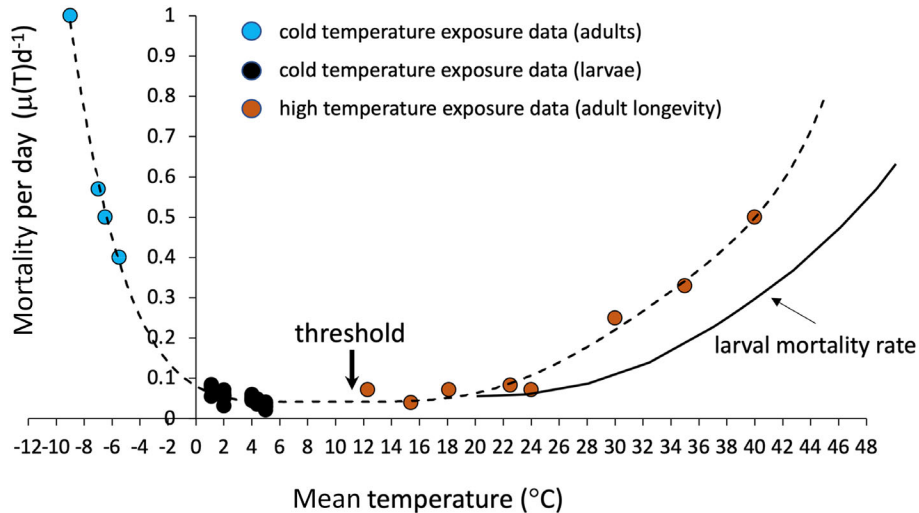 Mortality per day (μ(T)d-1)
1
0.9
0.8
0.7
0.6
0.5
0.4
0.3
0.2
0.1
0
cold temperature exposure data (adults)
cold temperature exposure data (larvae)
high temperature exposure data (adult longevity)
threshold
larval mortality rate
-12 -10 -8 -6 -4 -2 0 2 4 6 8 10 12 14 16 18 20 22 24 26 28 30 32 34 36 38 40 42 44 46 48
Mean temperature (°C)